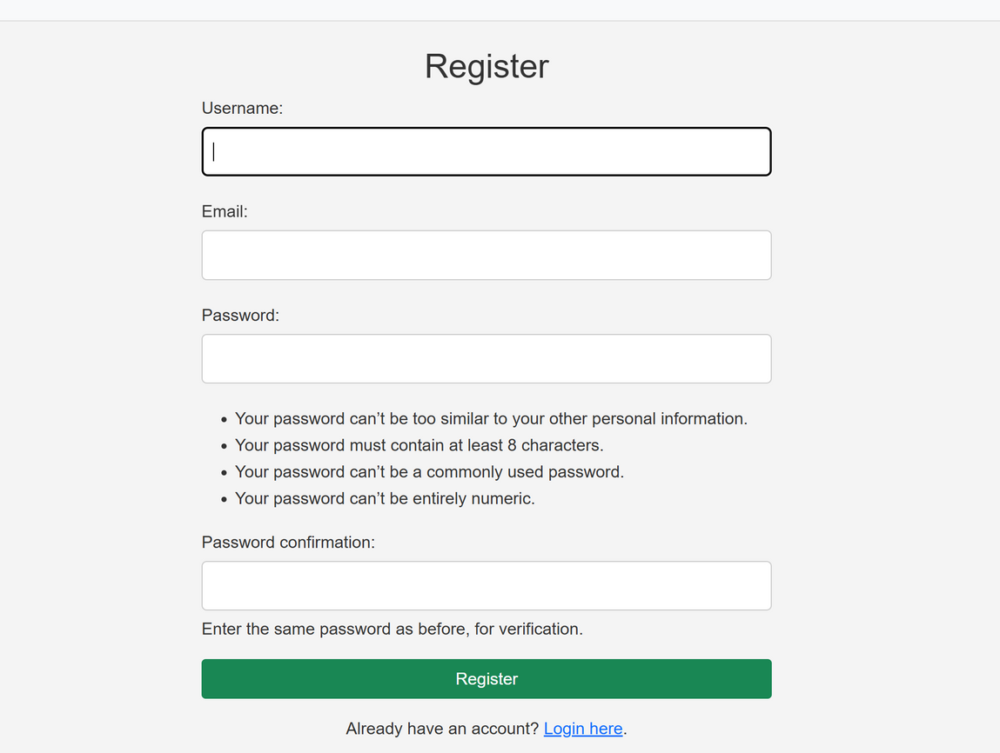 Register
Username:
Email:
Password:
Your password can’t be too similar to your other personal information.
Your password must contain at least 8 characters.
Your password can’t be a commonly used password.
Your password can’t be entirely numeric.
Password confirmation:
Enter the same password as before, for verification.
Register
Already have an account? Login here.